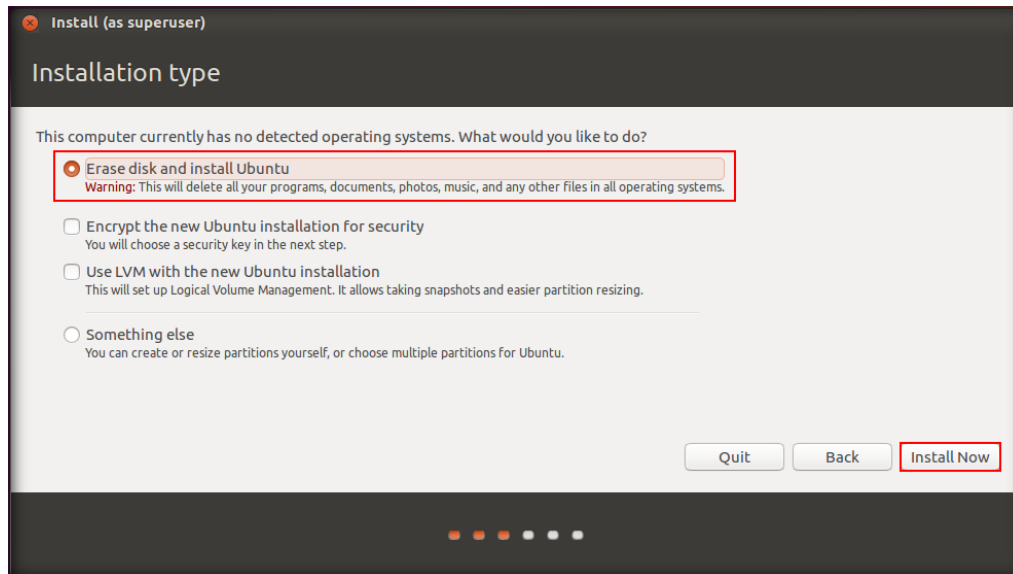 Install (as superuser)
Installation type
This computer currently has no detected operating systems. What would you like to do?
Erase disk and install Ubuntu
Warning: This will delete all your programs, documents, photos, music, and any other files in all operating systems.
Encrypt the new Ubuntu installation for security
You will choose a security key in the next step.
Use LVM with the new Ubuntu installation
This will set up Logical Volume Management. It allows taking snapshots and easier partition resizing.
Something else
You can create or resize partitions yourself, or choose multiple partitions for Ubuntu.
Quit Back Install Now